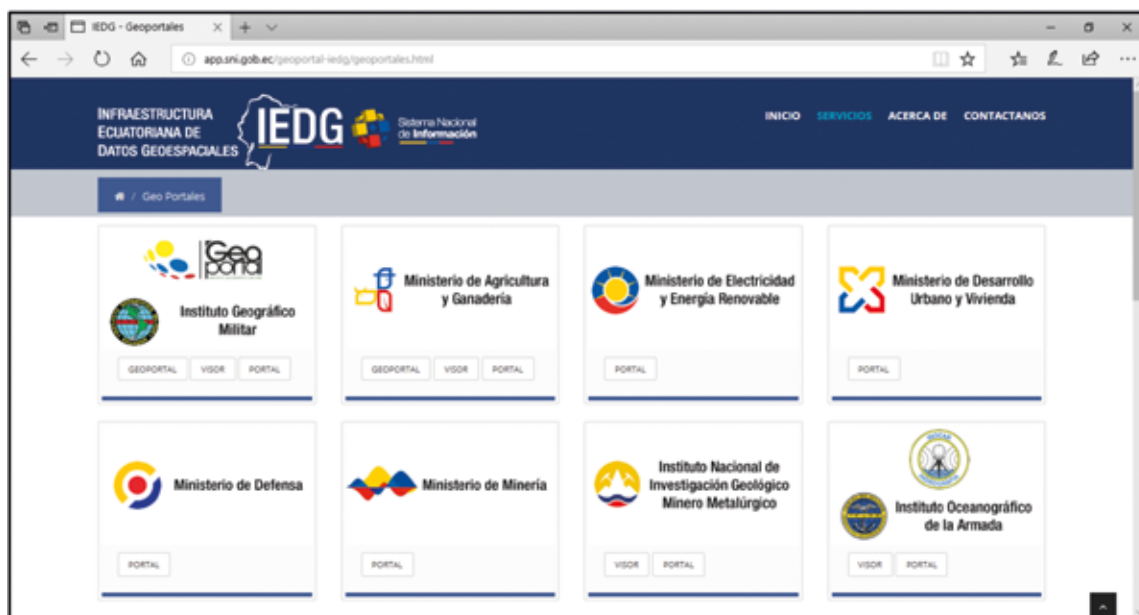 IEDG - Geoportales
app.sni.gob.ec/geoportal-iedg/geoportales.html
INFRAESTRUCTURA
ECUATORIANA DE
DATOS GEOESPACIALES
IEDG
Sistema Nacional
de Información
INICIO SERVICIOS ACERCA DE CONTACTANOS
/ Geo Portales
Geo
portal
Instituto Geográfico
Militar
GEOPORTAL VISOR PORTAL
Ministerio de Agricultura
y Ganadería
GEOPORTAL VISOR PORTAL
Ministerio de Electricidad
y Energía Renovable
PORTAL
Ministerio de Desarrollo
Urbano y Vivienda
PORTAL
Ministerio de Defensa
PORTAL
Ministerio de Minería
PORTAL
Instituto Nacional de
Investigación Geológico
Minero Metalúrgico
VISOR PORTAL
Instituto Oceanográfico
de la Armada
VISOR PORTAL